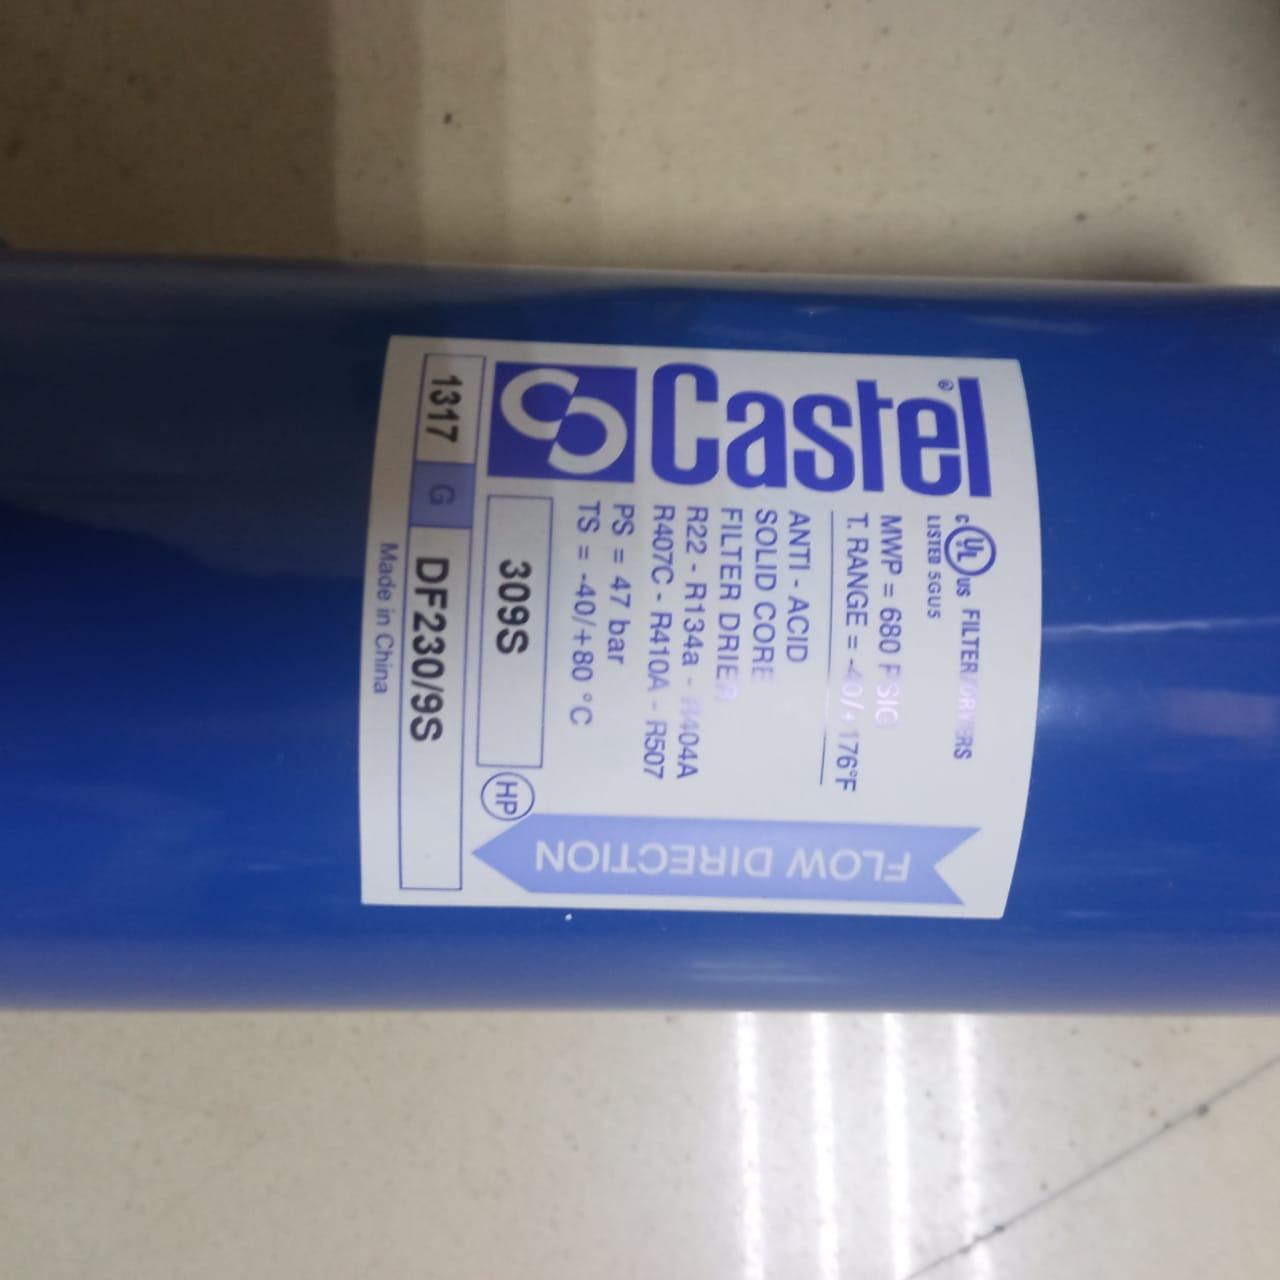 Castel®
C UL US FILTER/DRYERS
LISTED 5GU5
MWP = 680 PSIG
T. RANGE = -40/+176°F
ANTI - ACID
SOLID CORE
FILTER DRIER
R22 - R134a - R404A
R407C - R410A - R507
PS = 47 bar
TS = -40/+80 °C
309S
HP
FLOW DIRECTION
1317 G DF230/9S
Made in China